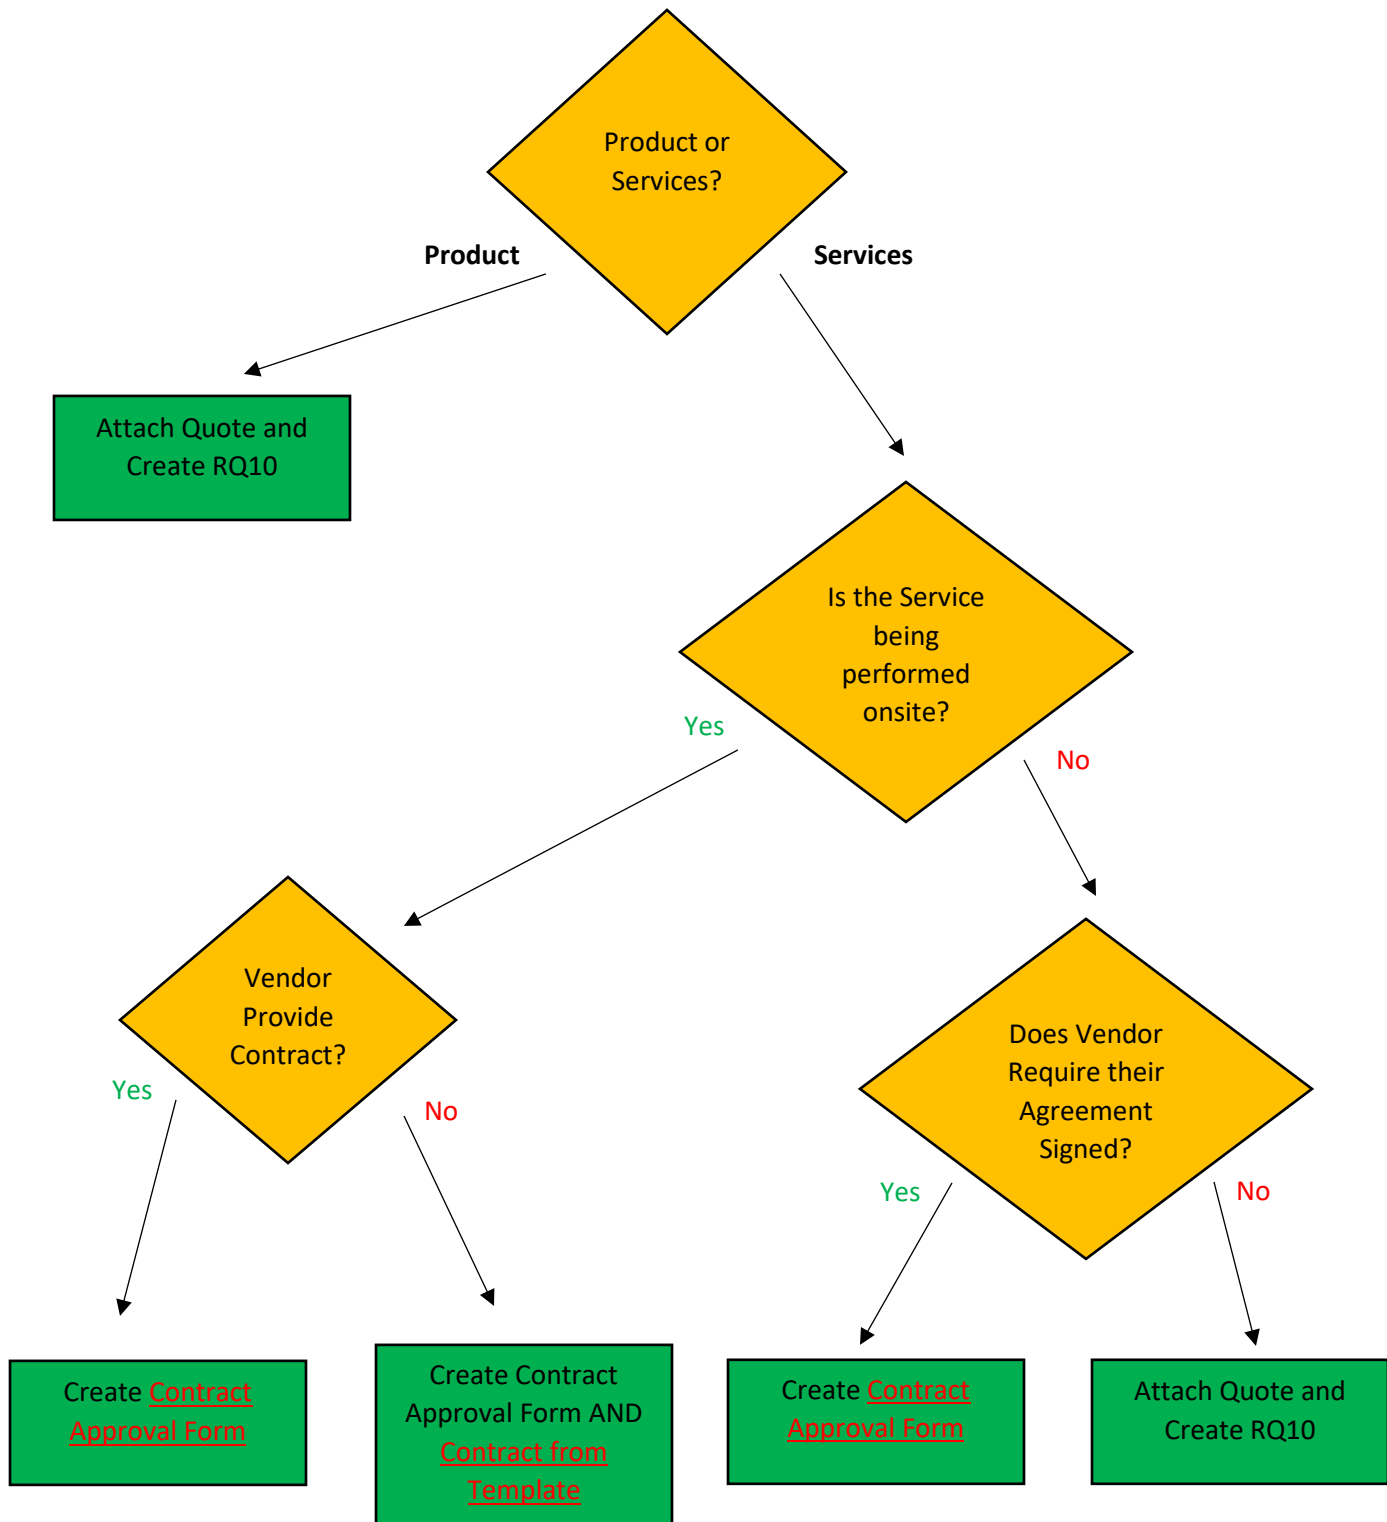 Product or
Services?
Product
Services
Attach Quote and
Create RQ10
Is the Service
being
performed
onsite?
Yes
No
Vendor
Provide
Contract?
Yes
No
Does Vendor
Require their
Agreement
Signed?
Yes
No
Create Contract
Approval Form
Create Contract
Approval Form AND
Contract from
Template
Create Contract
Approval Form
Attach Quote and
Create RQ10